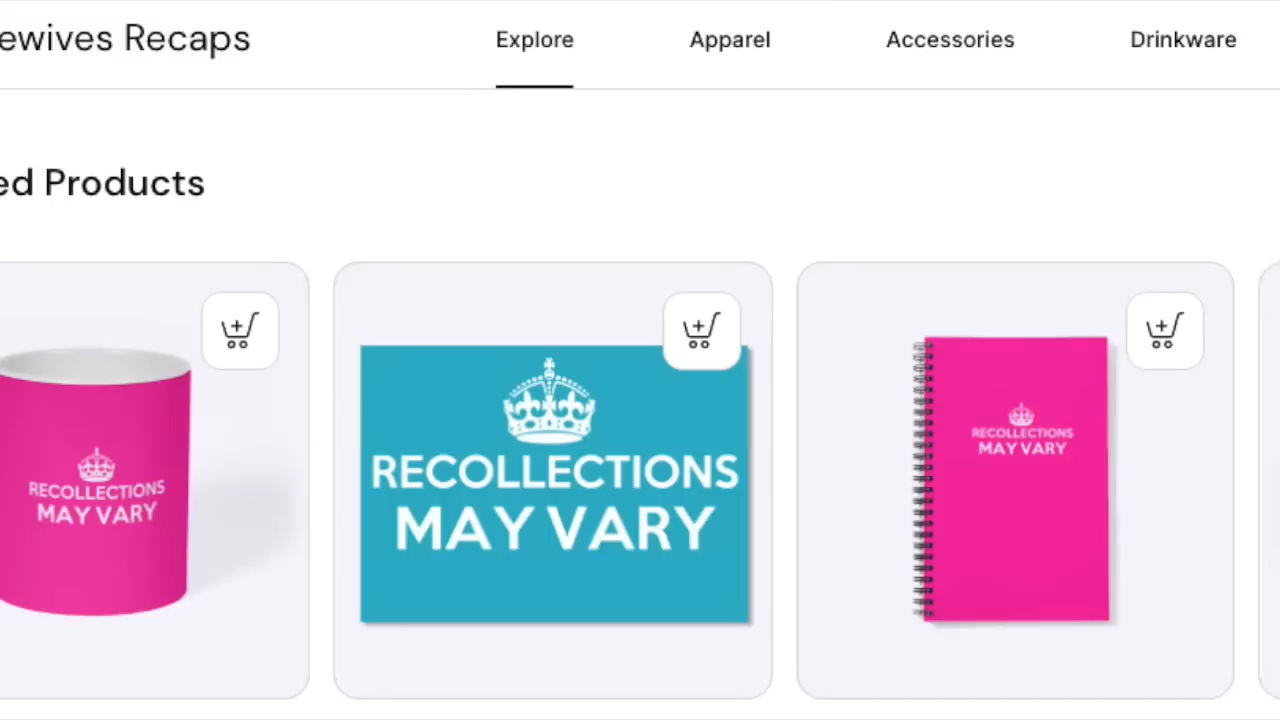 ewives Recaps
Explore
Apparel
Accessories
Drinkware
ed Products
RECOLLECTIONS
MAY VARY
RECOLLECTIONS
MAY VARY
RECOLLECTIONS
MAY VARY